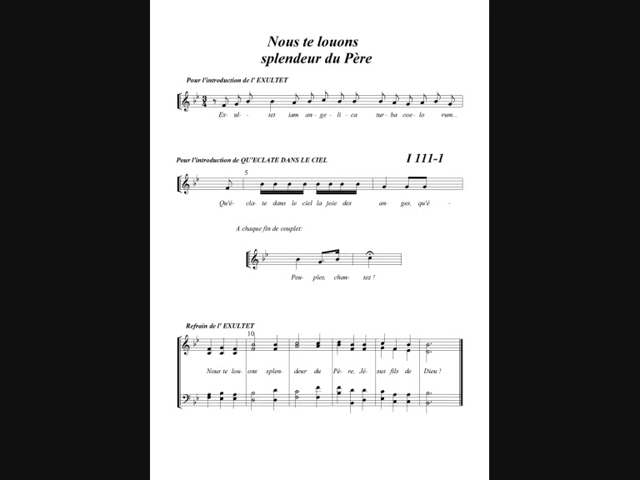 Nous te louons
splendeur du Père
Pour l'introduction de l' EXULTET
3
4
Ex- ul- tet iam an- ge- li- ca tur- ba coe- lo rum...
Pour l'introduction de QU'ECLATE DANS LE CIEL I 111-1
5
Qu'é- cla- te dans le ciel la joie des an- ges, qu'é-
A chaque fin de couplet:
Peu- ples, chan- tez !
Refrain de l' EXULTET
10
Nous te lou- ons splen- deur du Pè- re, Jé- sus fils de Dieu !